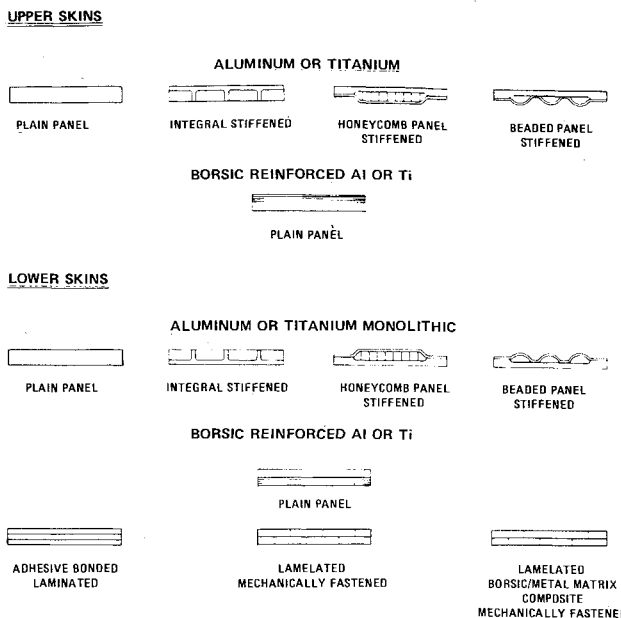 UPPER SKINS
ALUMINUM OR TITANIUM
PLAIN PANEL
INTEGRAL STIFFENED
HONEYCOMB PANEL
STIFFENED
BEADED PANEL
STIFFENED
BORSIC REINFORCED Al OR Ti
PLAIN PANEL
LOWER SKINS
ALUMINUM OR TITANIUM MONOLITHIC
PLAIN PANEL
INTEGRAL STIFFENED
HONEYCOMB PANEL
STIFFENED
BEADED PANEL
STIFFENED
BORSIC REINFORCED Al OR Ti
PLAIN PANEL
ADHESIVE BONDED
LAMINATED
LAMELATED
MECHANICALLY FASTENED
LAMELATED
BORSIC/METAL MATRIX
COMPOSITE
MECHANICALLY FASTENE